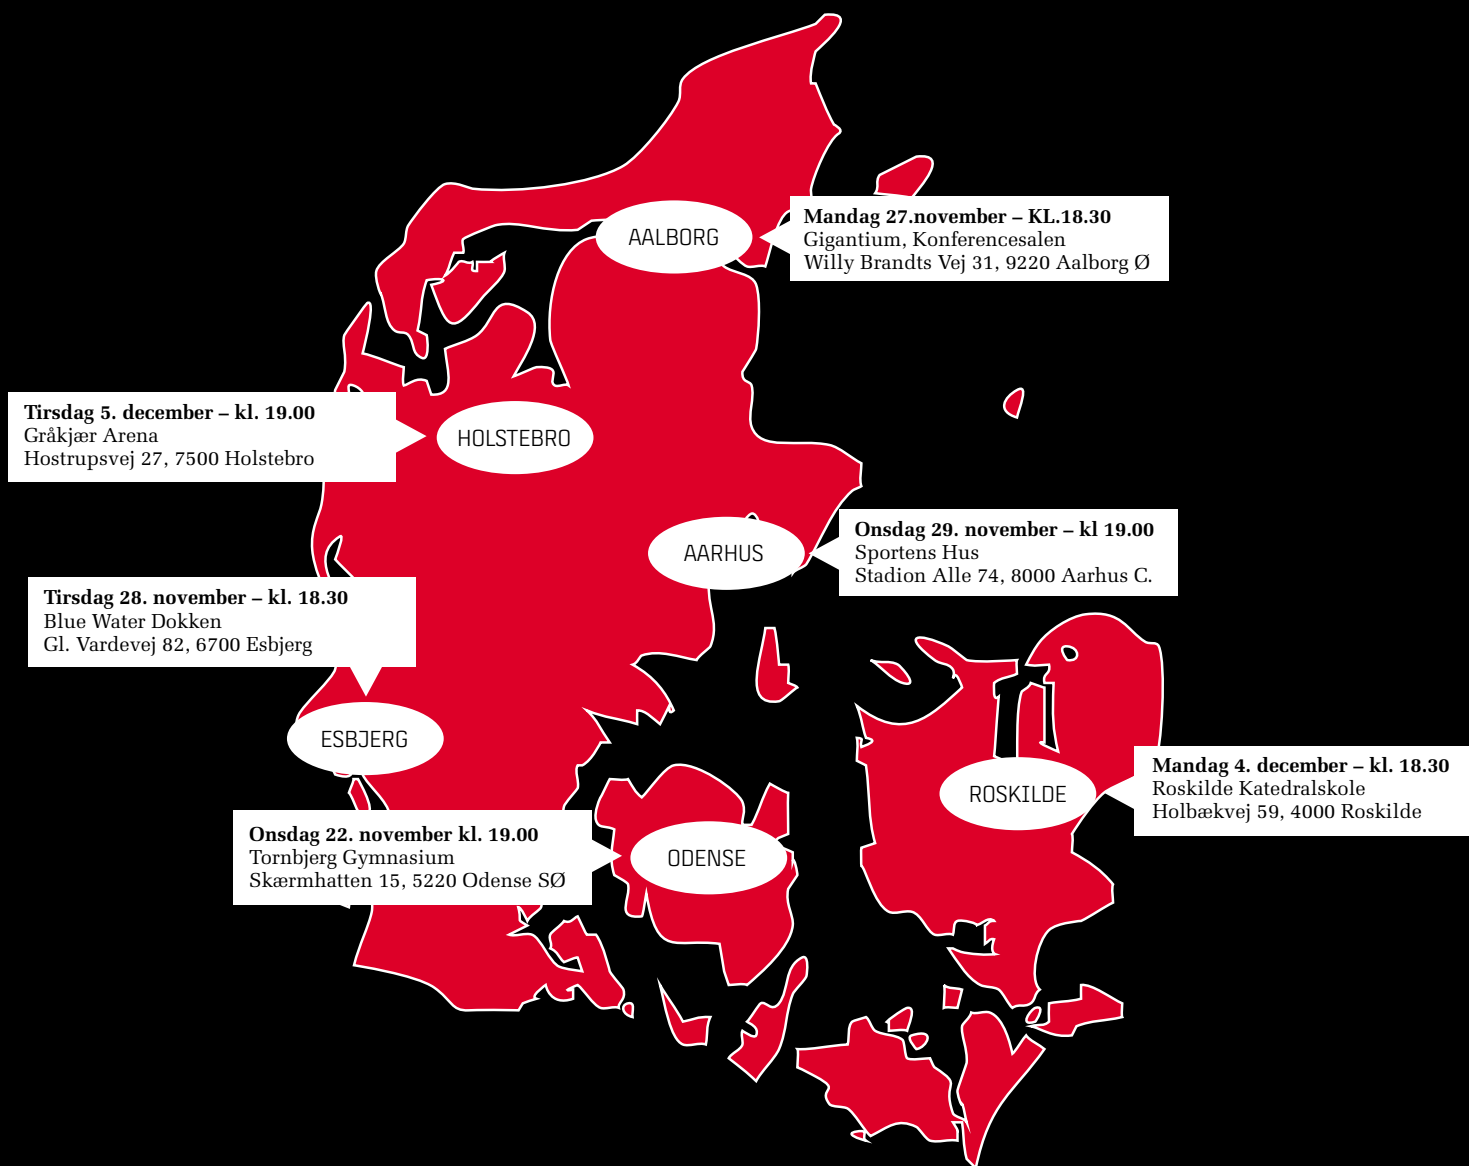 AALBORG
Mandag 27.november – KL.18.30
Gigantium, Konferencesalen
Willy Brandts Vej 31, 9220 Aalborg Ø
Tirsdag 5. december – kl. 19.00
Gråkjær Arena
Hostrupsvej 27, 7500 Holstebro
HOLSTEBRO
AARHUS
Onsdag 29. november – kl 19.00
Sportens Hus
Stadion Alle 74, 8000 Aarhus C.
Tirsdag 28. november – kl. 18.30
Blue Water Dokken
Gl. Vardevej 82, 6700 Esbjerg
ESBJERG
ROSKILDE
Mandag 4. december – kl. 18.30
Roskilde Katedralskole
Holbækvej 59, 4000 Roskilde
Onsdag 22. november kl. 19.00
Tornbjerg Gymnasium
Skærmhatten 15, 5220 Odense SØ
ODENSE